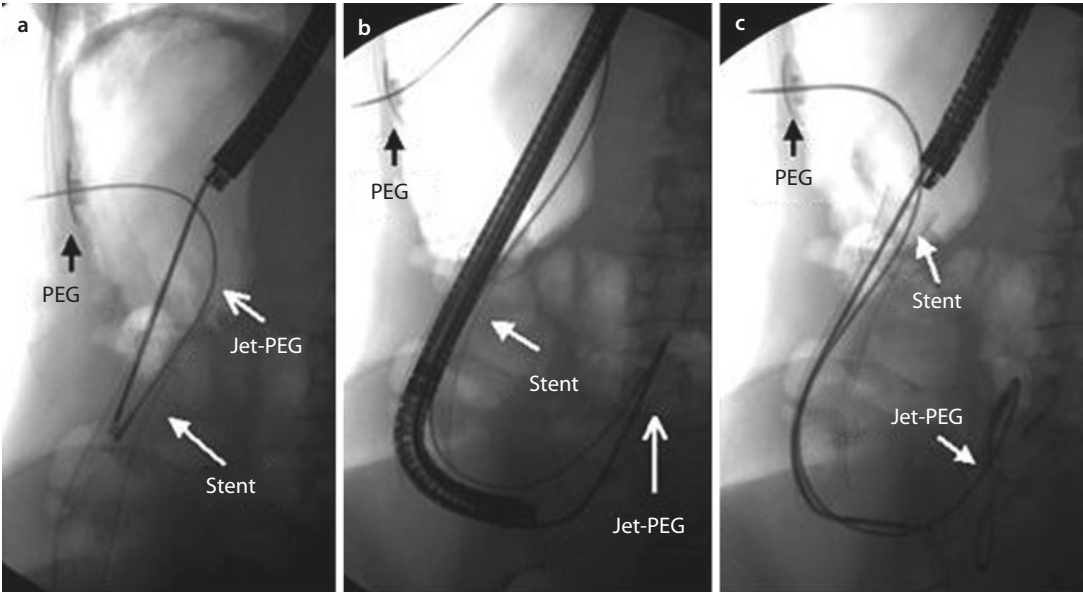 a
PEG
Jet-PEG
Stent
b
PEG
Stent
Jet-PEG
c
PEG
Stent
Jet-PEG